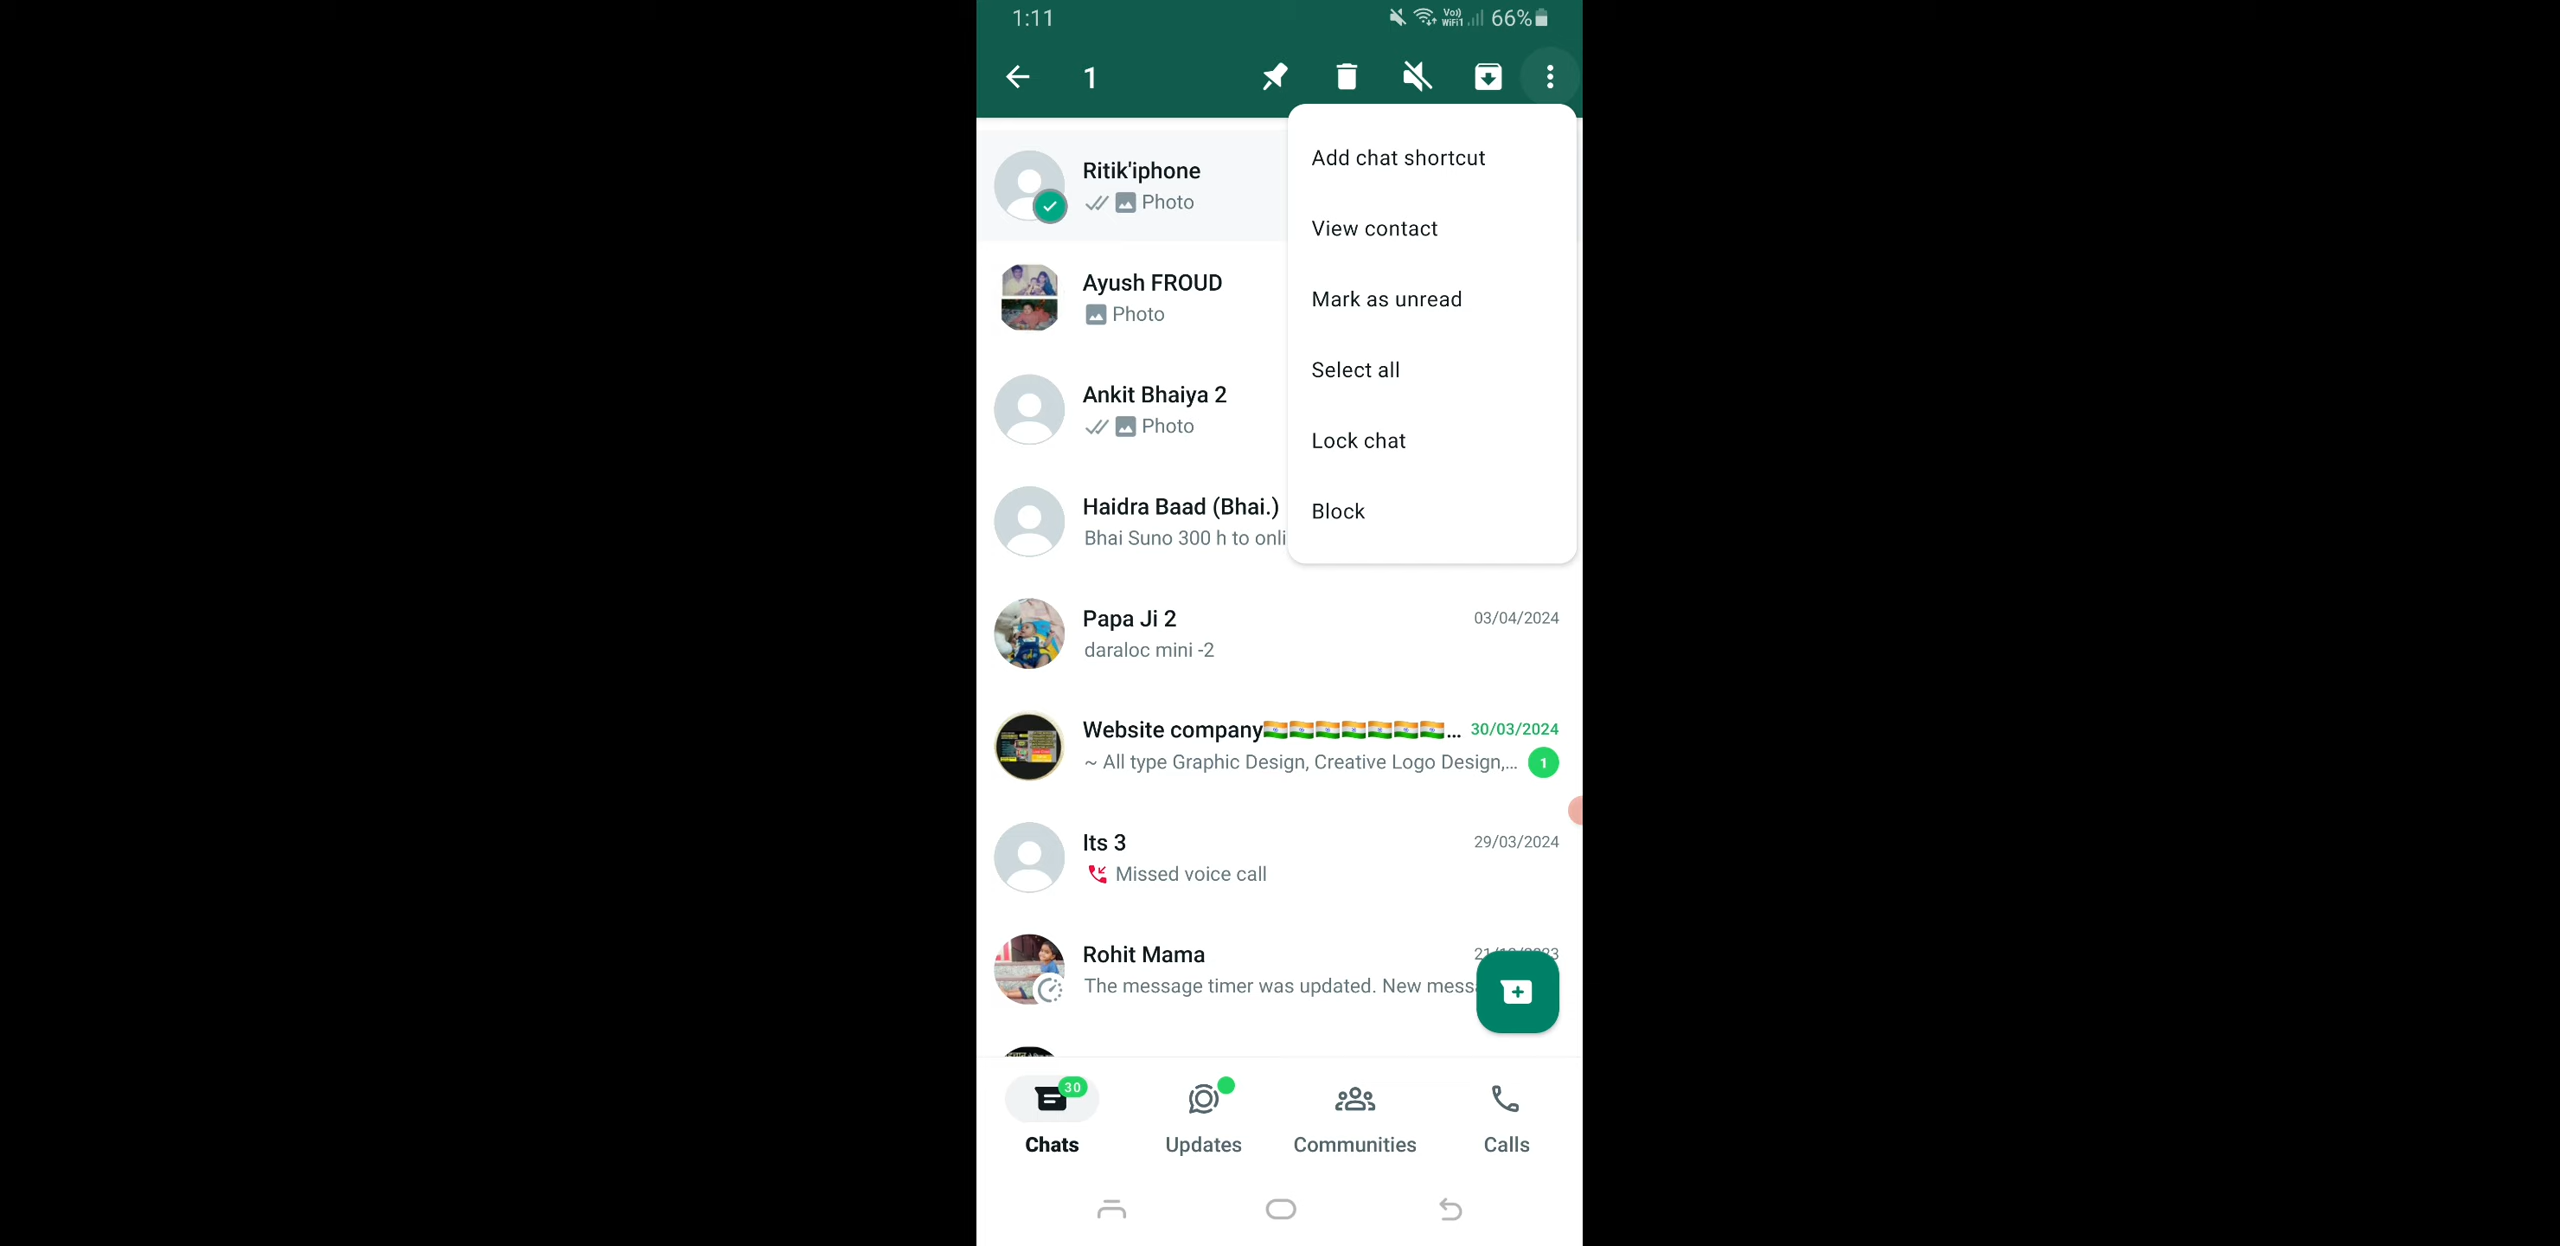 1:11
Vo)) WiFi1 66%
1
Add chat shortcut
View contact
Mark as unread
Select all
Lock chat
Block
Ritik'iphone
Photo
Ayush FROUD
Photo
Ankit Bhaiya 2
Photo
Haidra Baad (Bhai.)
Bhai Suno 300 h to onli
Papa Ji 2 03/04/2024
daraloc mini -2
Website company🇮🇳🇮🇳🇮🇳🇮🇳🇮🇳🇮🇳🇮🇳... 30/03/2024
~ All type Graphic Design, Creative Logo Design,... 1
Its 3 29/03/2024
Missed voice call
Rohit Mama
The message timer was updated. New mess
30
Chats Updates Communities Calls